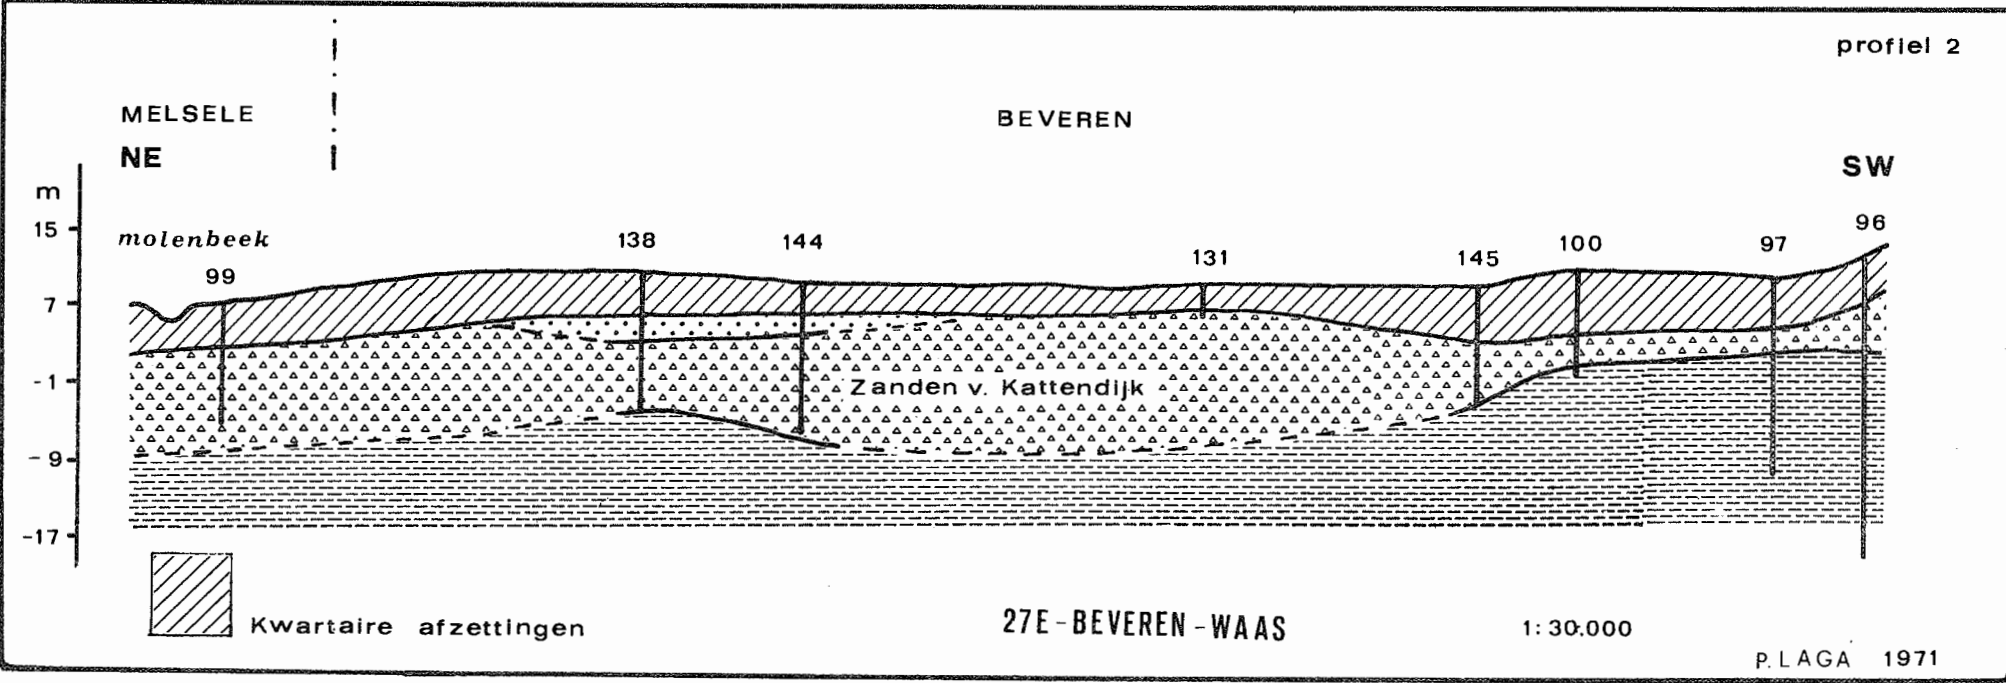 profiel 2
MELSELE
BEVEREN
NE
SW
m
15
7
-1
-9
-17
molenbeek
99
138
144
131
145
100
97
96
Zanden v. Kattendijk
Kwartaire afzettingen
27E-BEVEREN-WAAS
1:30.000
P. LAGA 1971